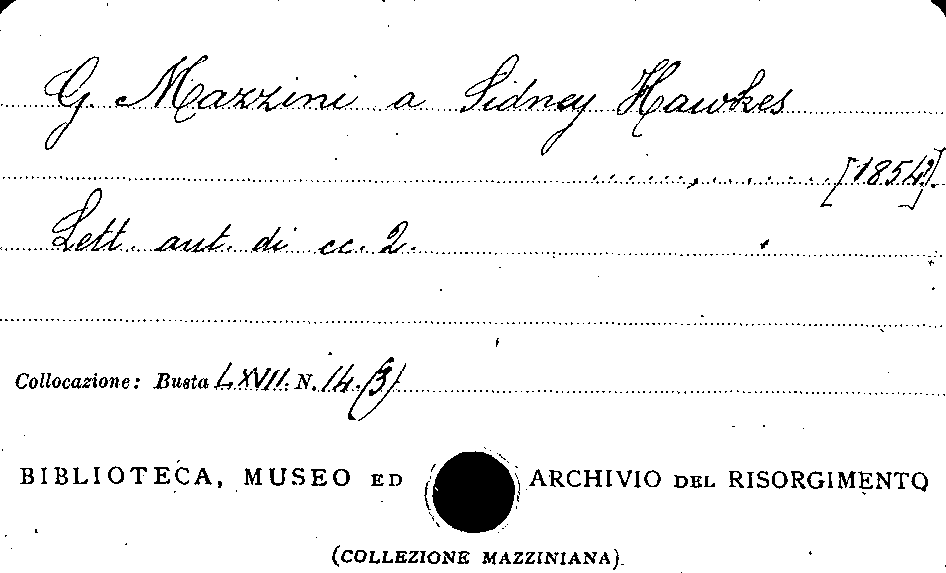 G. Mazzini a Sidney Hawkes
[1854].
Lett. aut. di cc. 2.
Collocazione: Busta LXVII. N. 14.(3)
BIBLIOTECA, MUSEO ED ARCHIVIO DEL RISORGIMENTO
(COLLEZIONE MAZZINIANA)